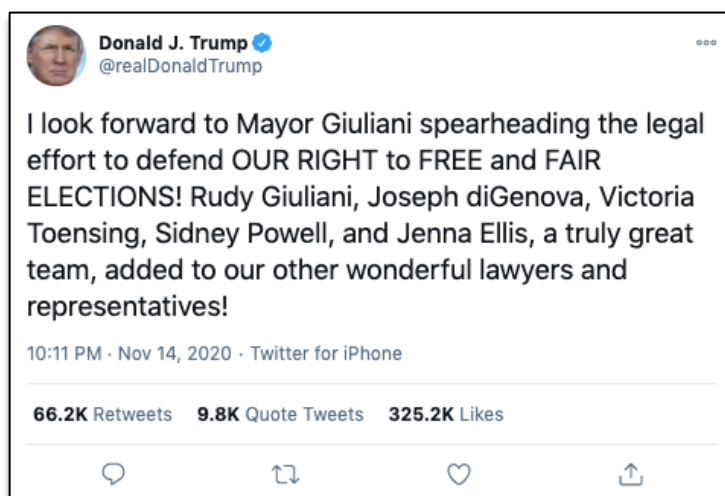 Donald J. Trump
@realDonaldTrump
I look forward to Mayor Giuliani spearheading the legal
effort to defend OUR RIGHT to FREE and FAIR
ELECTIONS! Rudy Giuliani, Joseph diGenova, Victoria
Toensing, Sidney Powell, and Jenna Ellis, a truly great
team, added to our other wonderful lawyers and
representatives!
10:11 PM · Nov 14, 2020 · Twitter for iPhone
66.2K Retweets 9.8K Quote Tweets 325.2K Likes